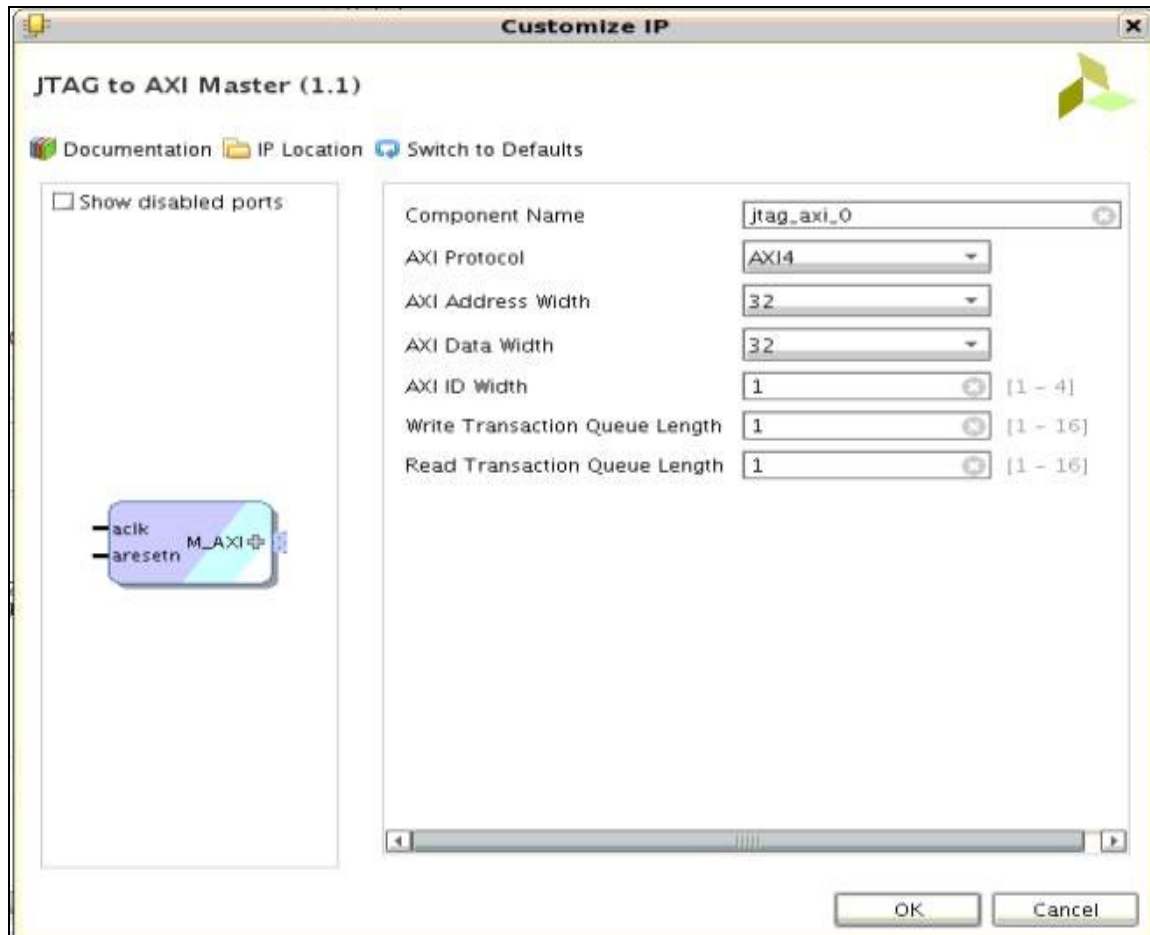 Customize IP
JTAG to AXI Master (1.1)
Documentation IP Location Switch to Defaults
Show disabled ports
aclk
aresetn
M_AXI
Component Name jtag_axi_0
AXI Protocol AXI4
AXI Address Width 32
AXI Data Width 32
AXI ID Width 1 [1 - 4]
Write Transaction Queue Length 1 [1 - 16]
Read Transaction Queue Length 1 [1 - 16]
OK Cancel